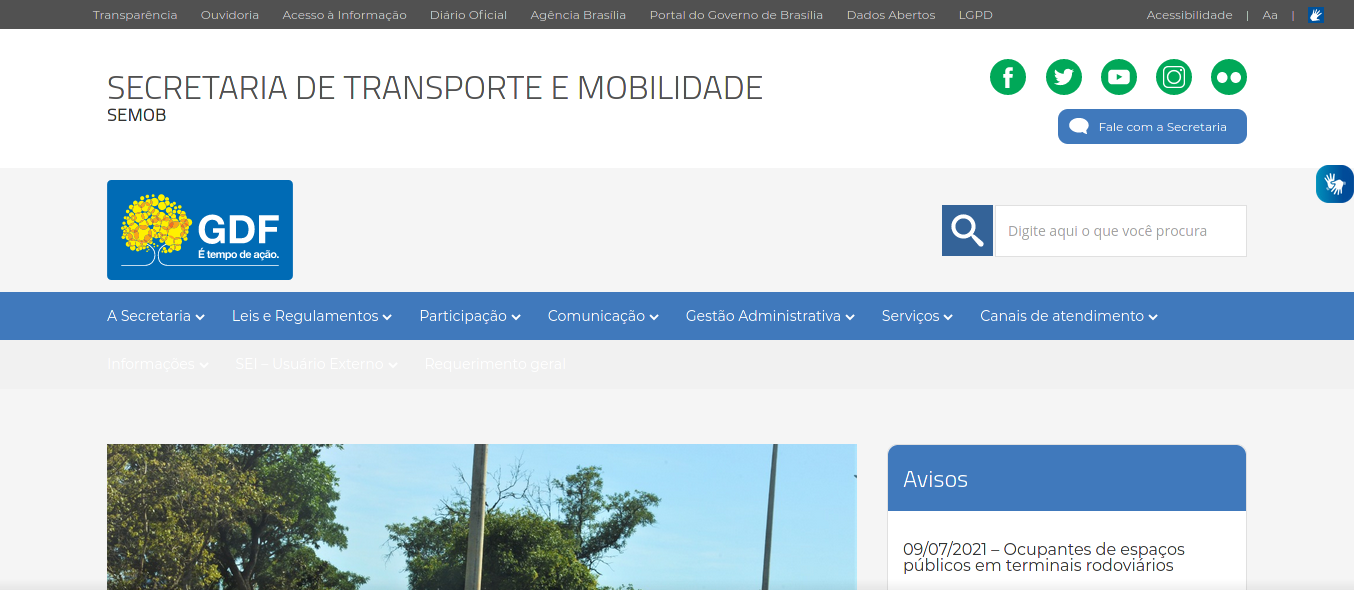 Transparência Ouvidoria Acesso à Informação Diário Oficial Agência Brasília Portal do Governo de Brasília Dados Abertos LGPD Acessibilidade | Aa |
SECRETARIA DE TRANSPORTE E MOBILIDADE
SEMOB
Fale com a Secretaria
GDF
É tempo de ação.
Digite aqui o que você procura
A Secretaria Leis e Regulamentos Participação Comunicação Gestão Administrativa Serviços Canais de atendimento
Informações SEI – Usuário Externo Requerimento geral
Avisos
09/07/2021 – Ocupantes de espaços
públicos em terminais rodoviários